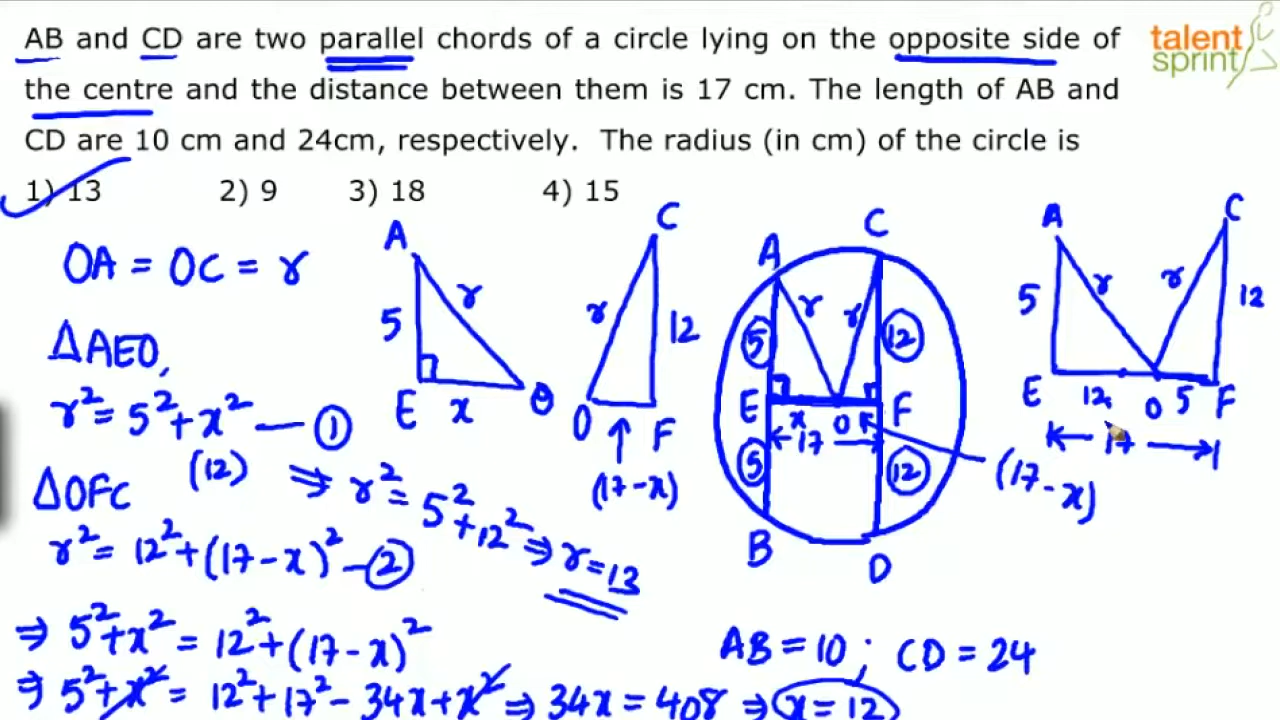 AB and CD are two parallel chords of a circle lying on the opposite side of
the centre and the distance between them is 17 cm. The length of AB and
CD are 10 cm and 24cm, respectively. The radius (in cm) of the circle is
1) 13 2) 9 3) 18 4) 15
talent
sprint
OA = OC = r
ΔAEO,
r² = 5² + x² — ①
(12)
⇒ r² = 5² + 12² ⇒ r = 13
ΔOFC
r² = 12² + (17 - x)² — ②
⇒ 5² + x² = 12² + (17 - x)²
⇒ 5² + x² = 12² + 17² - 34x + x² ⇒ 34x = 408 ⇒ x = 12
A
5
r
E
x
O
C
r
12
O
F
(17 - x)
A
C
r
r
5
12
E
x
O
F
17
5
12
(17 - x)
B
D
AB = 10 ; CD = 24
A
C
5
r
r
12
E
12
O
5
F
17